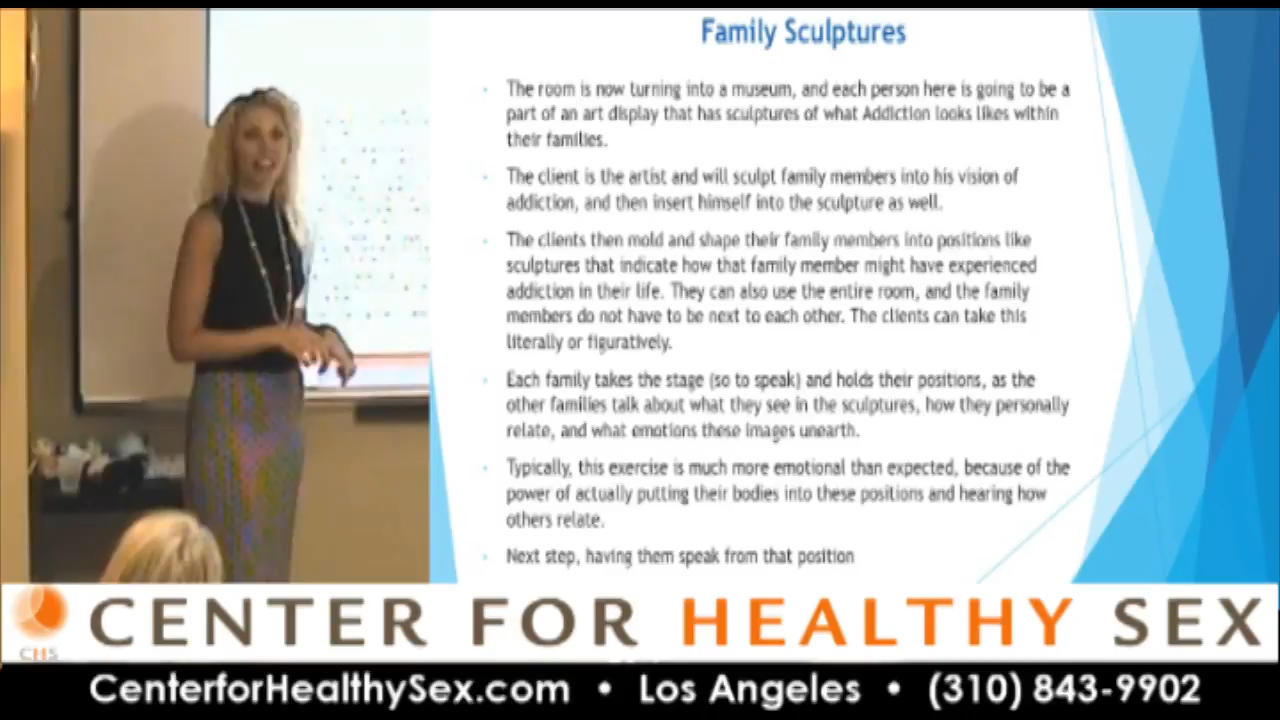 Family Sculptures
The room is now turning into a museum, and each person here is going to be a
part of an art display that has sculptures of what Addiction looks likes within
their families.
The client is the artist and will sculpt family members into his vision of
addiction, and then insert himself into the sculpture as well.
The clients then mold and shape their family members into positions like
sculptures that indicate how that family member might have experienced
addiction in their life. They can also use the entire room, and the family
members do not have to be next to each other. The clients can take this
literally or figuratively.
Each family takes the stage (so to speak) and holds their positions, as the
other families talk about what they see in the sculptures, how they personally
relate, and what emotions these images unearth.
Typically, this exercise is much more emotional than expected, because of the
power of actually putting their bodies into these positions and hearing how
others relate.
Next step, having them speak from that position
CENTER FOR HEALTHY SEX
CHS
CenterforHealthySex.com • Los Angeles • (310) 843-9902